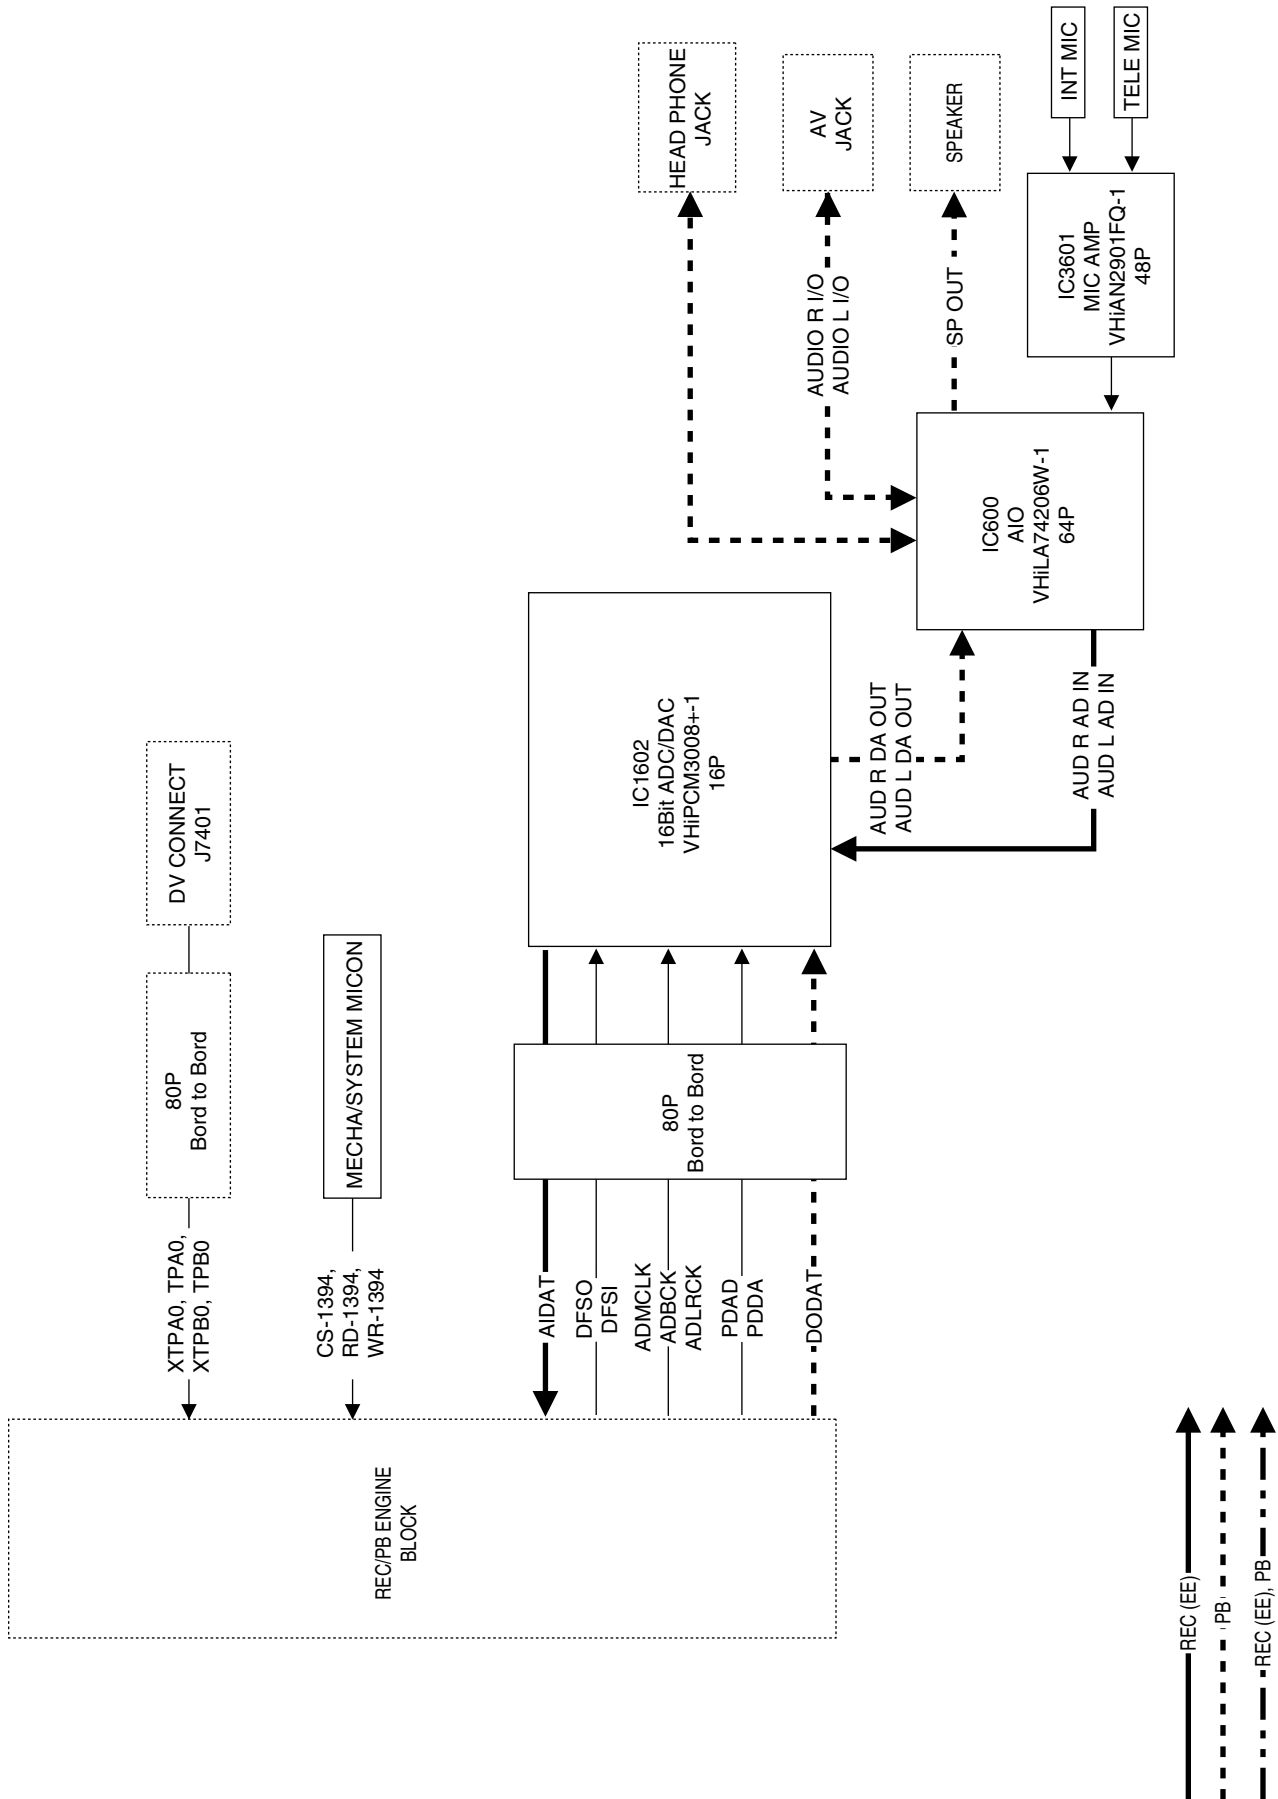 REC/PB ENGINE
BLOCK
XTPA0, TPA0,
XTPB0, TPB0
80P
Bord to Bord
DV CONNECT
J7401
CS-1394,
RD-1394,
WR-1394
MECHA/SYSTEM MICON
AIDAT
DFSO
DFSI
ADMCLK
ADBCK
ADLRCK
PDAD
PDDA
DODAT
80P
Bord to Bord
IC1602
16Bit ADC/DAC
VHiPCM3008+-1
16P
AUD R DA OUT
AUD L DA OUT
AUD R AD IN
AUD L AD IN
IC600
AIO
VHiLA74206W-1
64P
HEAD PHONE
JACK
AUDIO R I/O
AUDIO L I/O
AV
JACK
SP OUT
SPEAKER
IC3601
MIC AMP
VHiAN2901FQ-1
48P
INT MIC
TELE MIC
REC (EE)
PB
REC (EE), PB